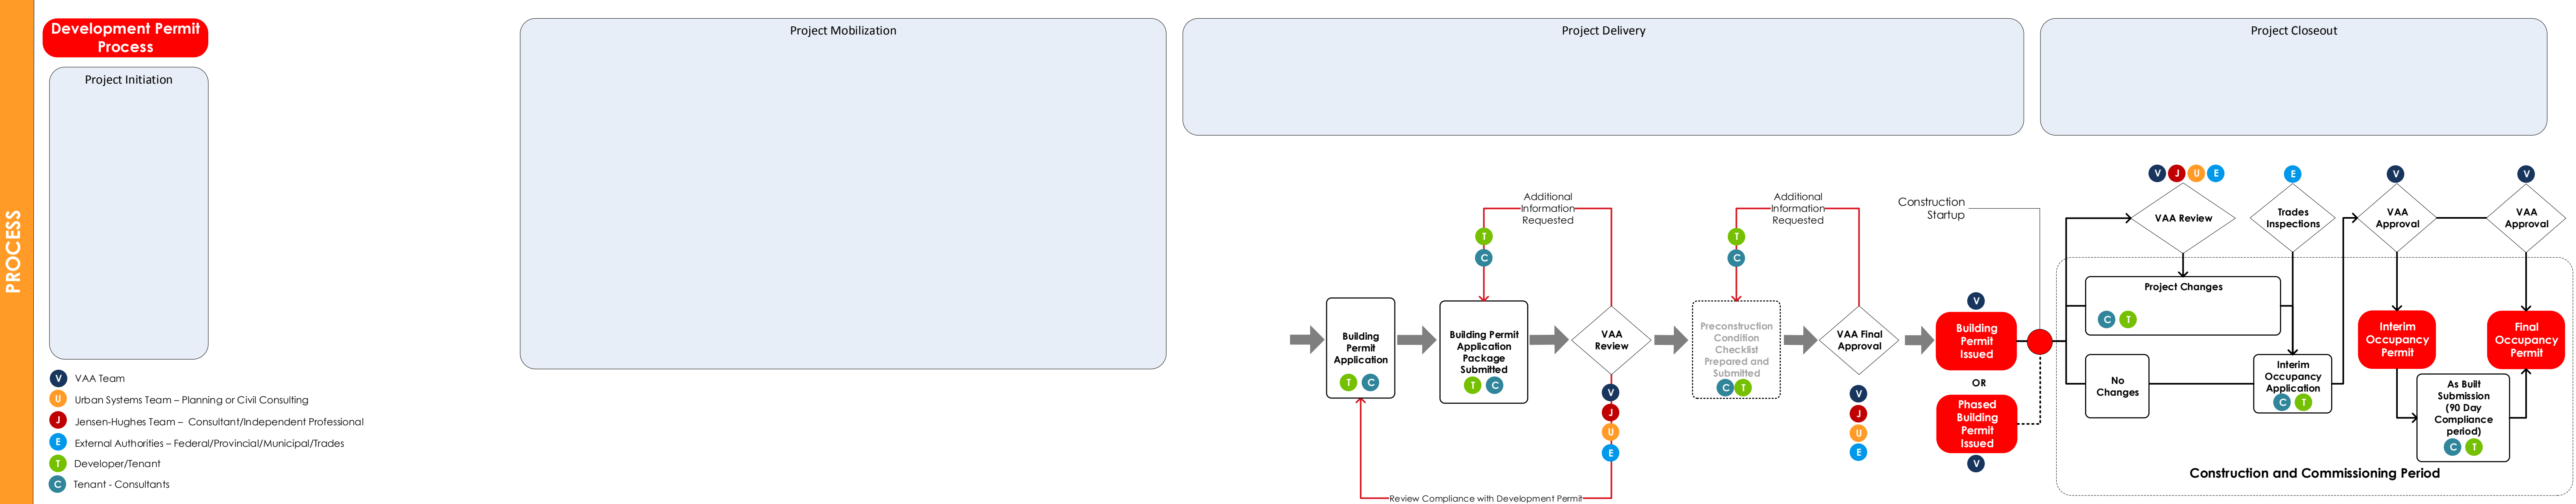 PROCESS
Development Permit
Process
Project Initiation
Project Mobilization
Project Delivery
Project Closeout
V VAA Team
U Urban Systems Team – Planning or Civil Consulting
J Jensen-Hughes Team – Consultant/Independent Professional
E External Authorities – Federal/Provincial/Municipal/Trades
T Developer/Tenant
C Tenant - Consultants
Building
Permit
Application
T C
Additional
Information
Requested
T
C
Building Permit
Application
Package
Submitted
T C
VAA
Review
V
J
U
E
Review Compliance with Development Permit
Additional
Information
Requested
T
C
Preconstruction
Condition
Checklist
Prepared and
Submitted
C T
VAA Final
Approval
V
J
U
E
V
Building
Permit
Issued
OR
Phased
Building
Permit
Issued
V
Construction
Startup
V J U E
VAA Review
Project Changes
C T
No
Changes
E
Trades
Inspections
Interim
Occupancy
Application
C T
V
VAA
Approval
Interim
Occupancy
Permit
As Built
Submission
(90 Day
Compliance
period)
C T
V
VAA
Approval
Final
Occupancy
Permit
Construction and Commissioning Period